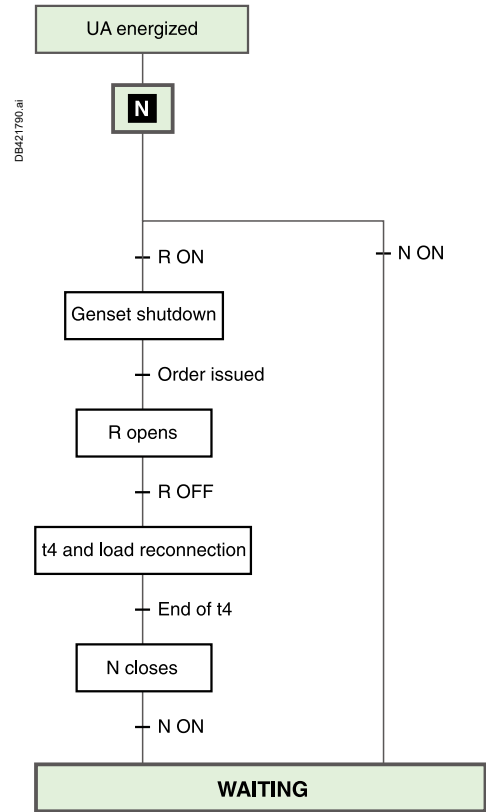 UA energized
DB421790.ai
N
R ON
N ON
Genset shutdown
Order issued
R opens
R OFF
t4 and load reconnection
End of t4
N closes
N ON
WAITING